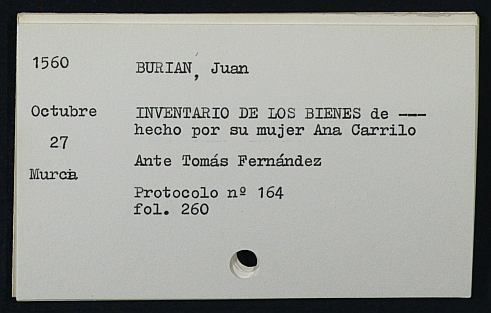 1560
BURIAN, Juan
Octubre
27
Murcia
INVENTARIO DE LOS BIENES de ---
hecho por su mujer Ana Carrilo
Ante Tomás Fernández
Protocolo nº 164
fol. 260